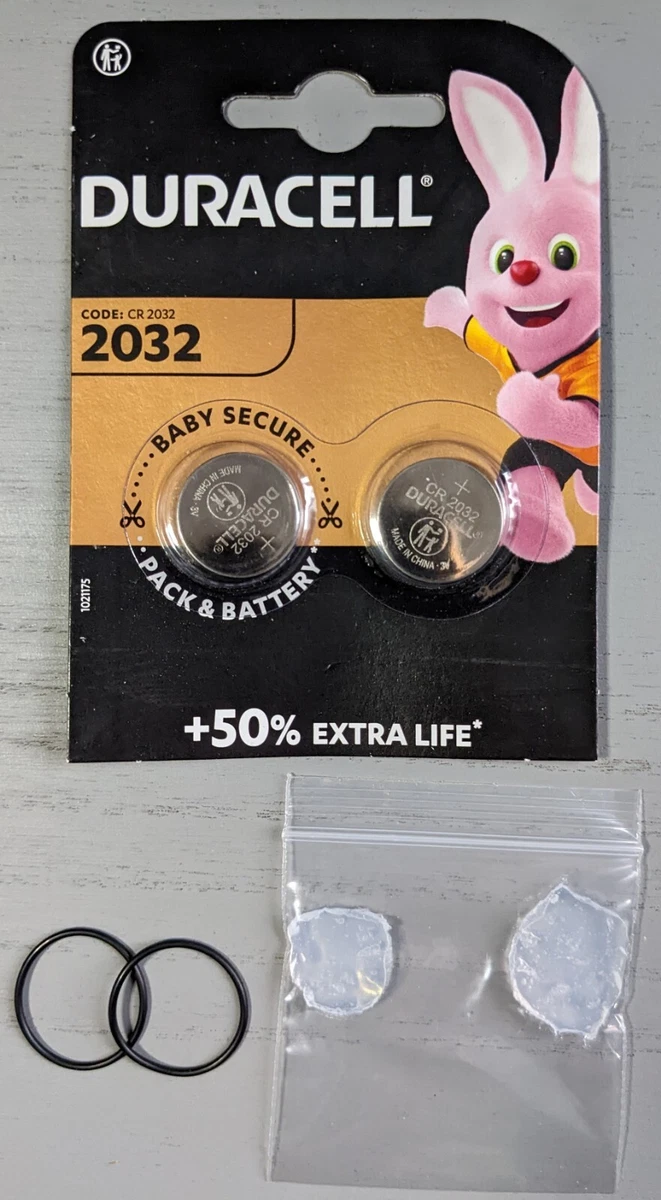 DURACELL®
CODE: CR 2032
2032
BABY SECURE
PACK & BATTERY**
MADE IN CHINA · 3V
DURACELL®
CR 2032
+
+
CR 2032
DURACELL®
MADE IN CHINA · 3V
1021175
+50% EXTRA LIFE*